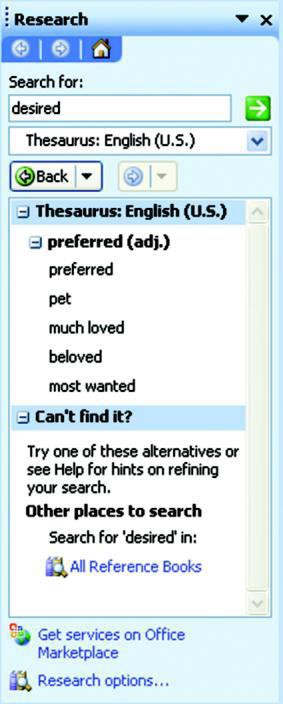 Research
Search for:
desired
Thesaurus: English (U.S.)
Back
Thesaurus: English (U.S.)
preferred (adj.)
preferred
pet
much loved
beloved
most wanted
Can't find it?
Try one of these alternatives or
see Help for hints on refining
your search.
Other places to search
Search for 'desired' in:
All Reference Books
Get services on Office
Marketplace
Research options...